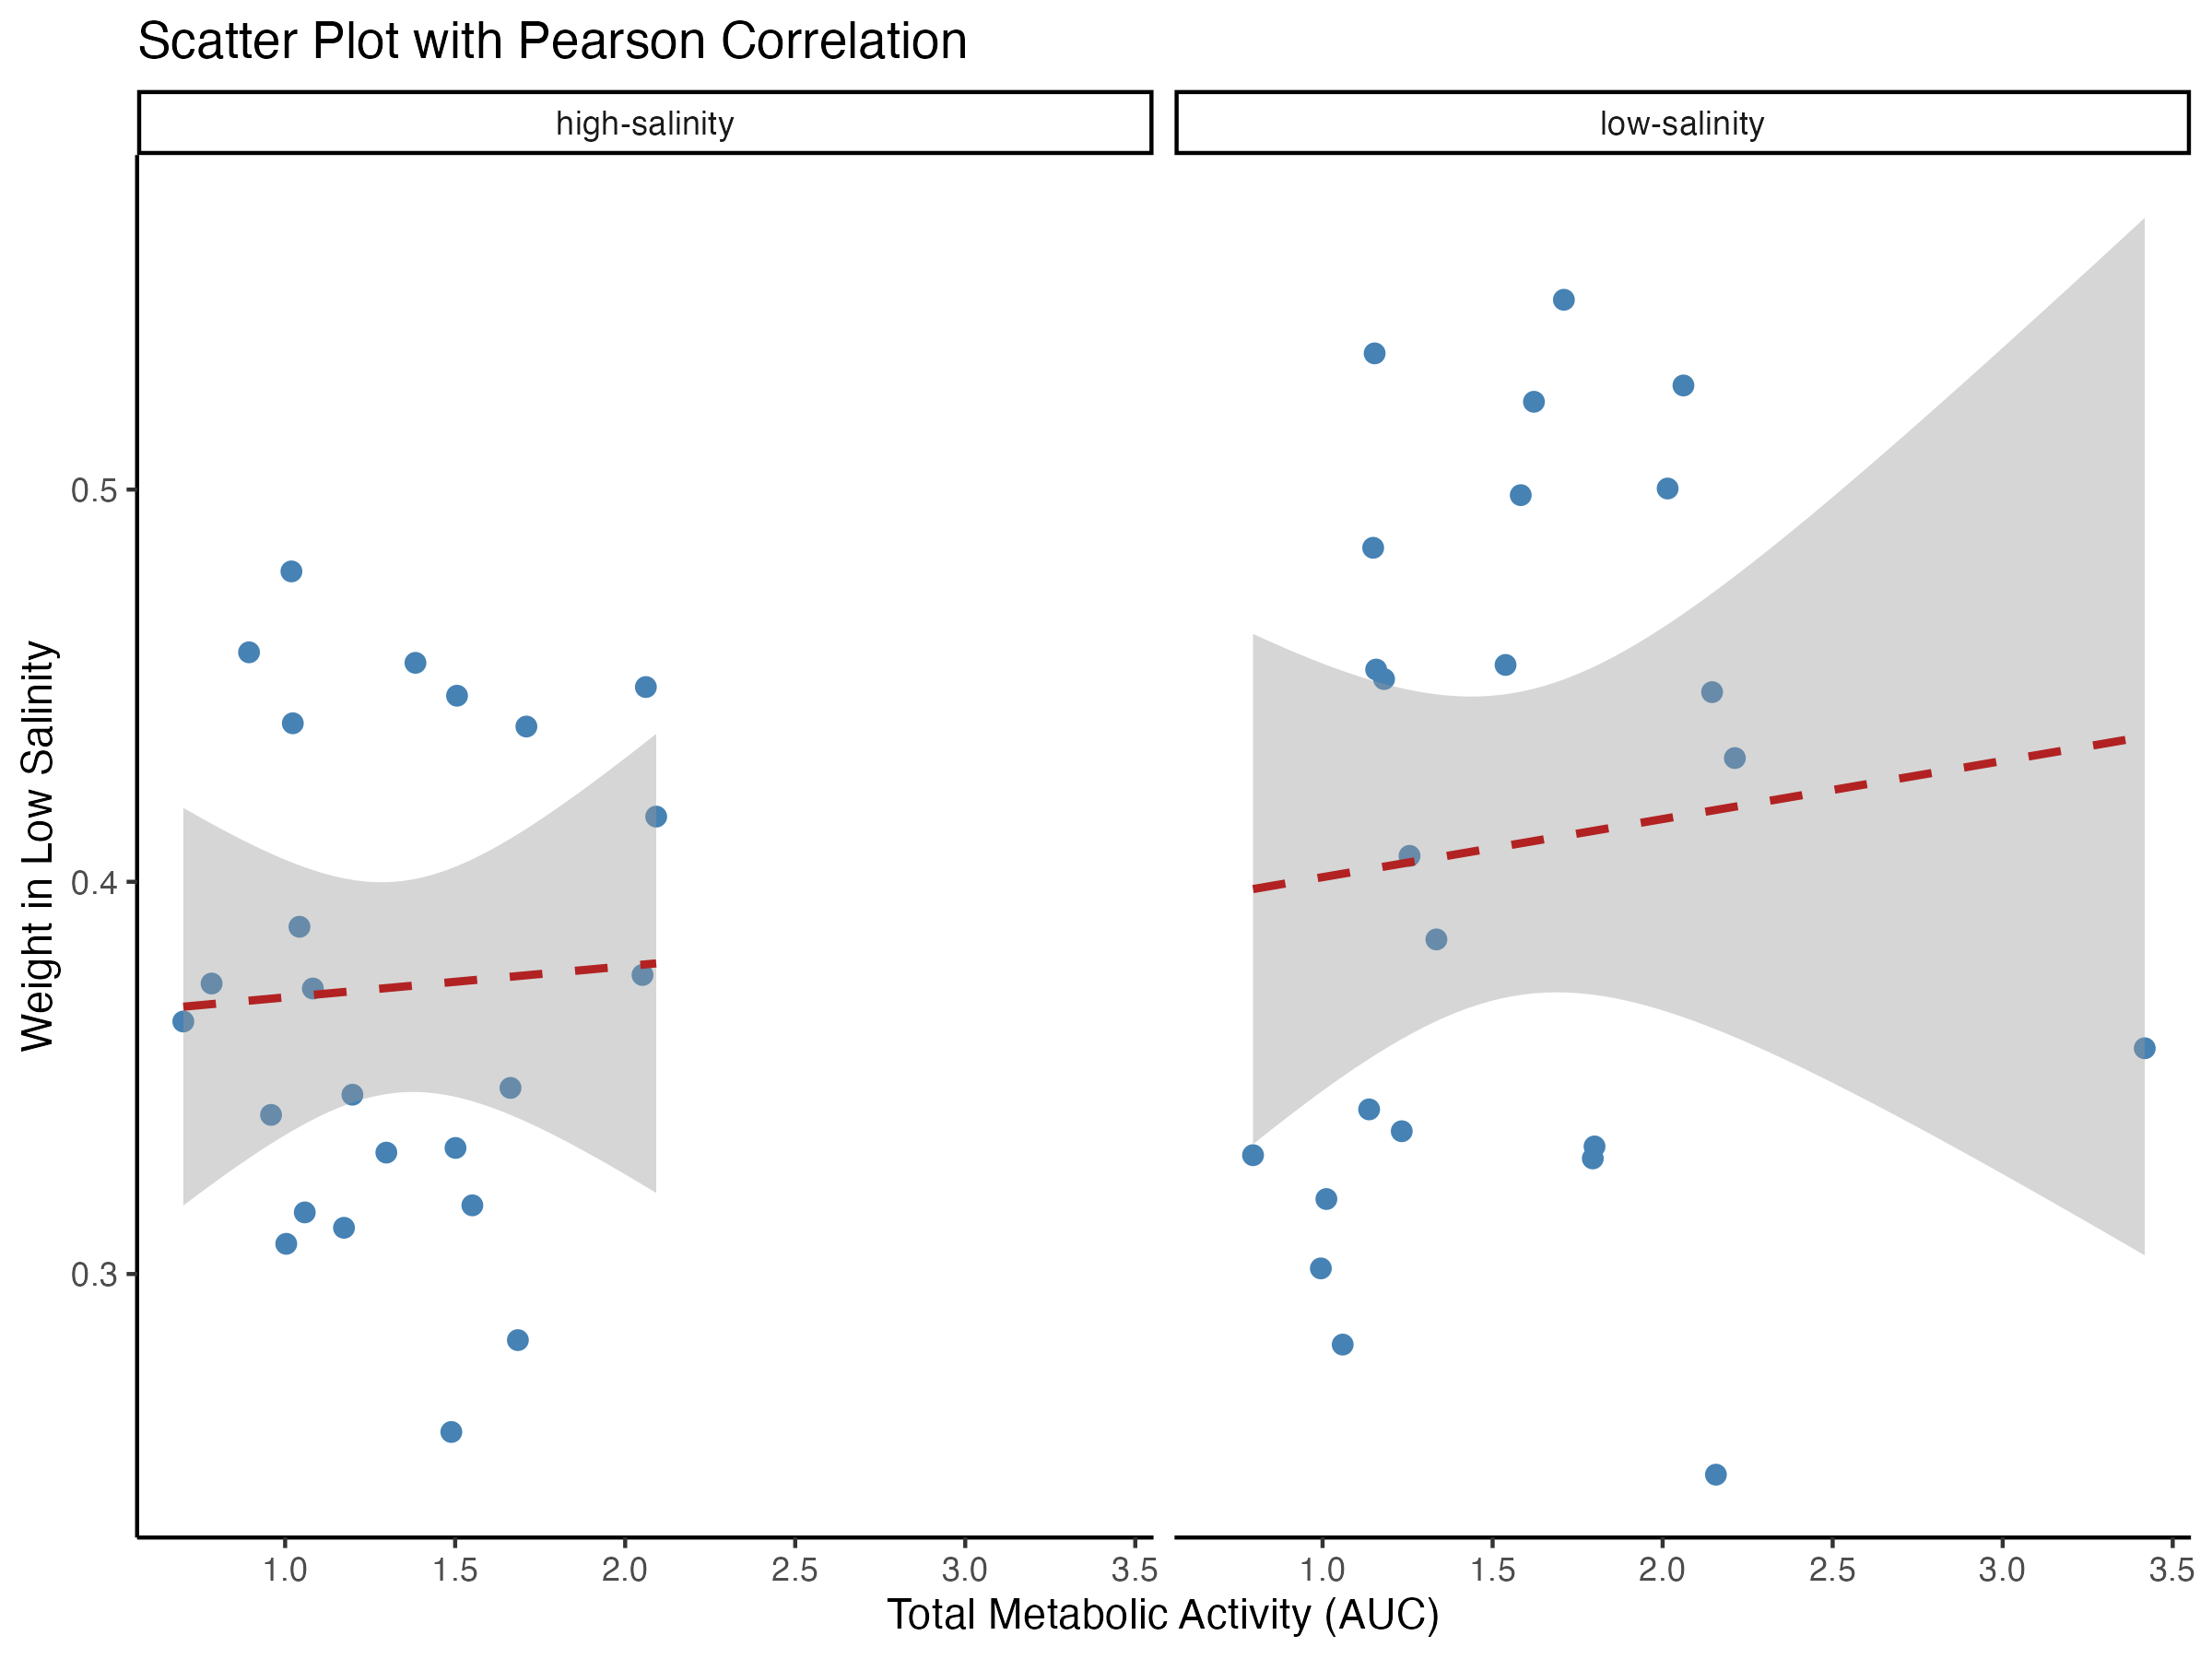 Scatter Plot with Pearson Correlation
high-salinity
low-salinity
Weight in Low Salinity
0.5
0.4
0.3
1.0 1.5 2.0 2.5 3.0 3.5
1.0 1.5 2.0 2.5 3.0 3.5
Total Metabolic Activity (AUC)